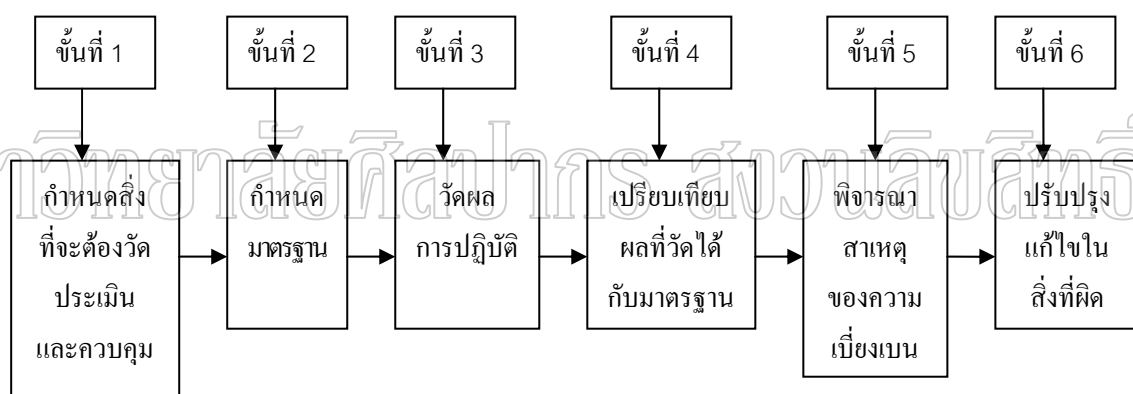 ขั้นที่ 1
ขั้นที่ 2
ขั้นที่ 3
ขั้นที่ 4
ขั้นที่ 5
ขั้นที่ 6
กำหนดสิ่ง
ที่จะต้องวัด
ประเมิน
และควบคุม
กำหนด
มาตรฐาน
วัดผล
การปฏิบัติ
เปรียบเทียบ
ผลที่วัดได้
กับมาตรฐาน
พิจารณา
สาเหตุ
ของความ
เบี่ยงเบน
ปรับปรุง
แก้ไขใน
สิ่งที่ผิด